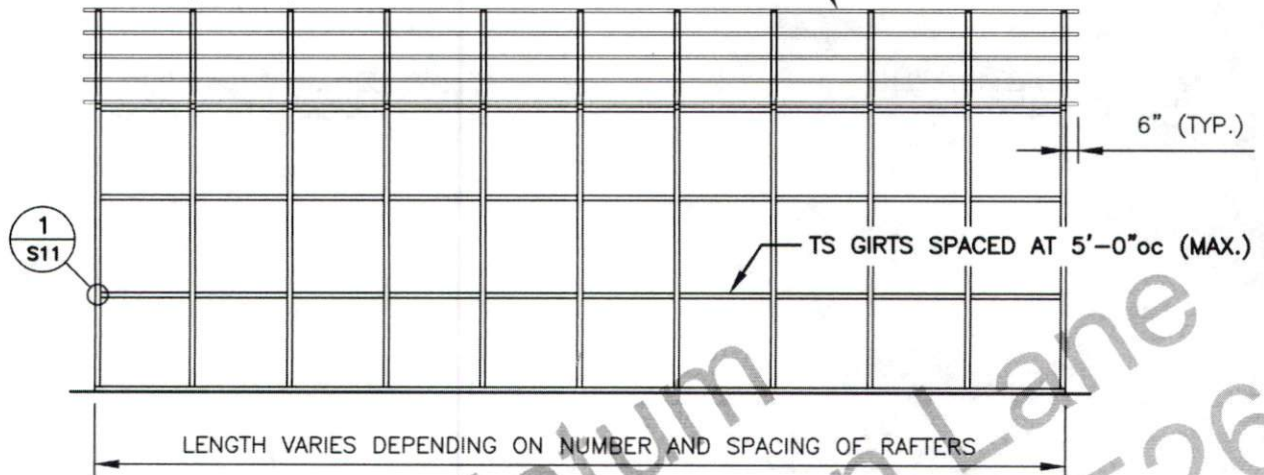 6" (TYP.)
1
S11
TS GIRTS SPACED AT 5'-0"oc (MAX.)
LENGTH VARIES DEPENDING ON NUMBER AND SPACING OF RAFTERS
Lane